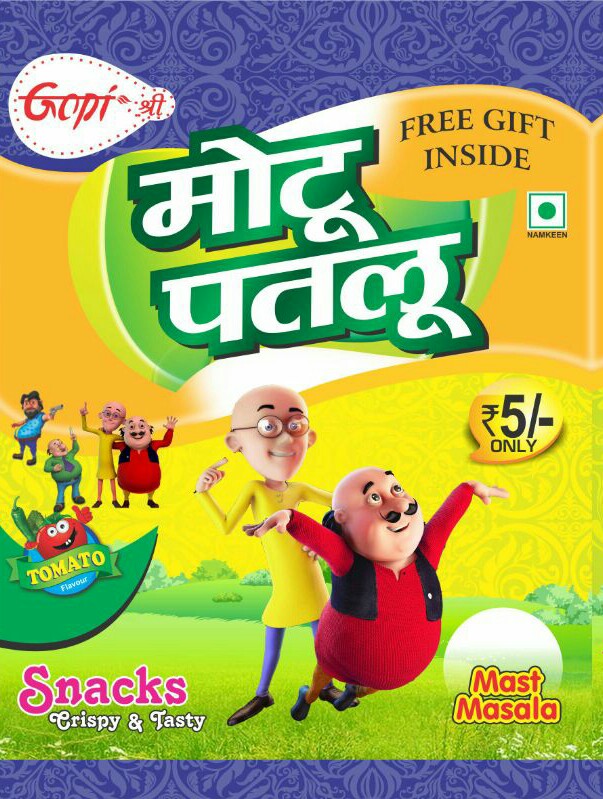 Gopi श्री
FREE GIFT
INSIDE
मोटू
पतलू
NAMKEEN
₹5/-
ONLY
TOMATO
Flavour
Snacks
Crispy & Tasty
Mast
Masala